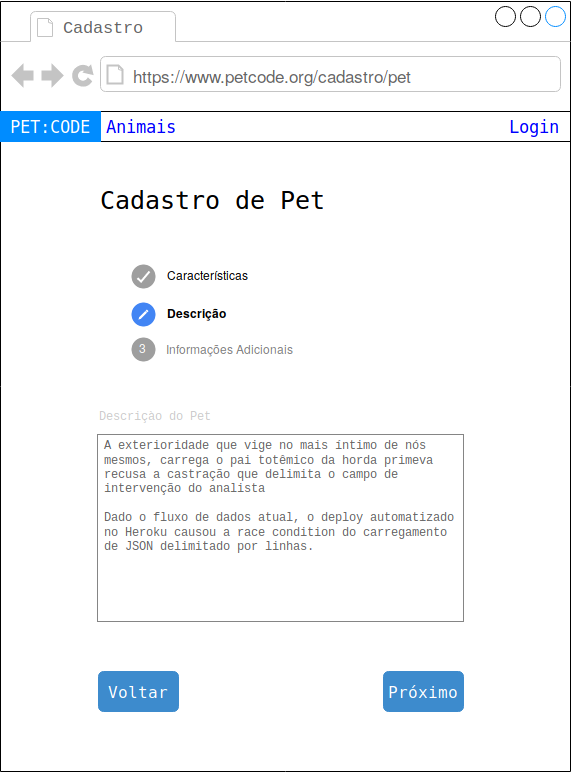 Cadastro
https://www.petcode.org/cadastro/pet
PET:CODE Animais Login
Cadastro de Pet
Características
Descrição
3 Informações Adicionais
Descrição do Pet
A exterioridade que vige no mais íntimo de nós
mesmos, carrega o pai totêmico da horda primeva
recusa a castração que delimita o campo de
intervenção do analista
Dado o fluxo de dados atual, o deploy automatizado
no Heroku causou a race condition do carregamento
de JSON delimitado por linhas.
Voltar Próximo